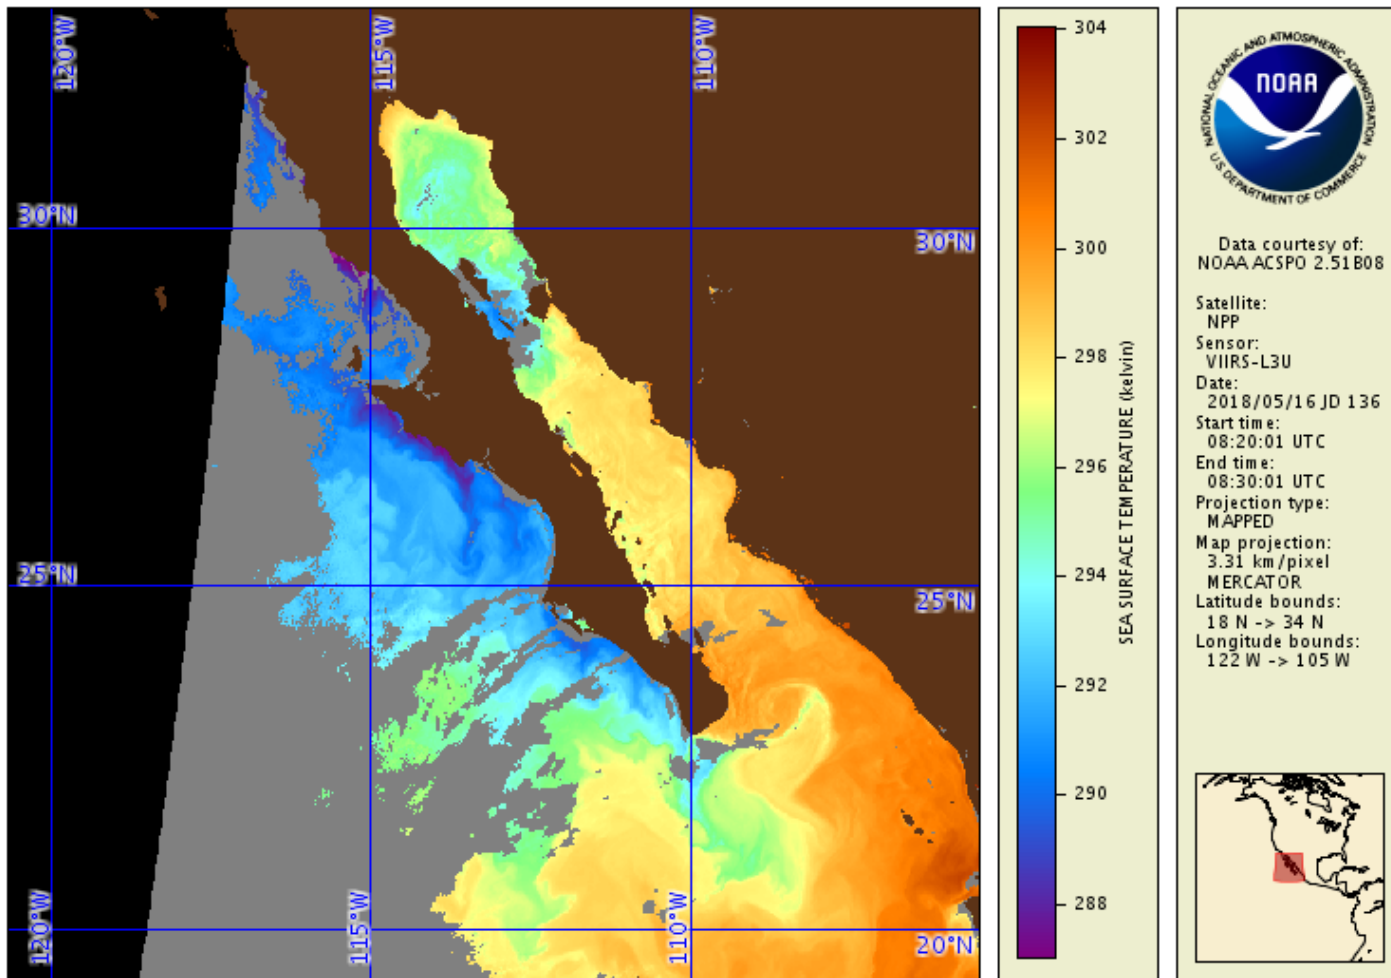 120°W
115°W
110°W
30°N
30°N
25°N
25°N
120°W
115°W
110°W
20°N
304
302
300
298
296
294
292
290
288
SEA SURFACE TEMPERATURE (kelvin)
NATIONAL OCEANIC AND ATMOSPHERIC ADMINISTRATION
NOAA
U.S. DEPARTMENT OF COMMERCE
Data courtesy of:
NOAA ACSPO 2.51B08
Satellite:
NPP
Sensor:
VIIRS-L3U
Date:
2018/05/16 JD 136
Start time:
08:20:01 UTC
End time:
08:30:01 UTC
Projection type:
MAPPED
Map projection:
3.31 km/pixel
MERCATOR
Latitude bounds:
18 N -> 34 N
Longitude bounds:
122 W -> 105 W